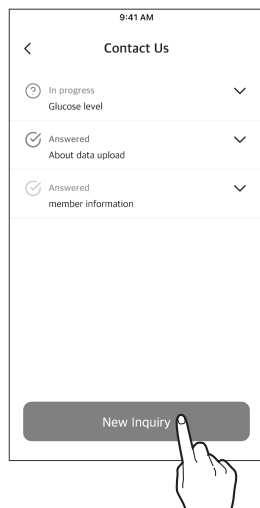 9:41 AM
Contact Us
In progress
Glucose level
Answered
About data upload
Answered
member information
New Inquiry